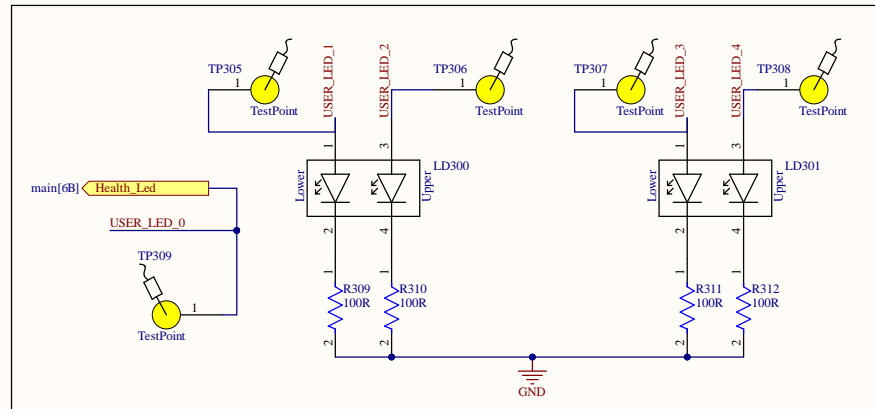 TP305
1
TestPoint
USER_LED_1
USER_LED_2
TP306
1
TestPoint
TP307
1
TestPoint
USER_LED_3
USER_LED_4
TP308
1
TestPoint
1
3
Lower
Upper
LD300
2
4
1
3
Lower
Upper
LD301
2
4
main[6B]
Health_Led
USER_LED_0
TP309
1
TestPoint
1
R309
100R
2
1
R310
100R
2
1
R311
100R
2
1
R312
100R
2
GND